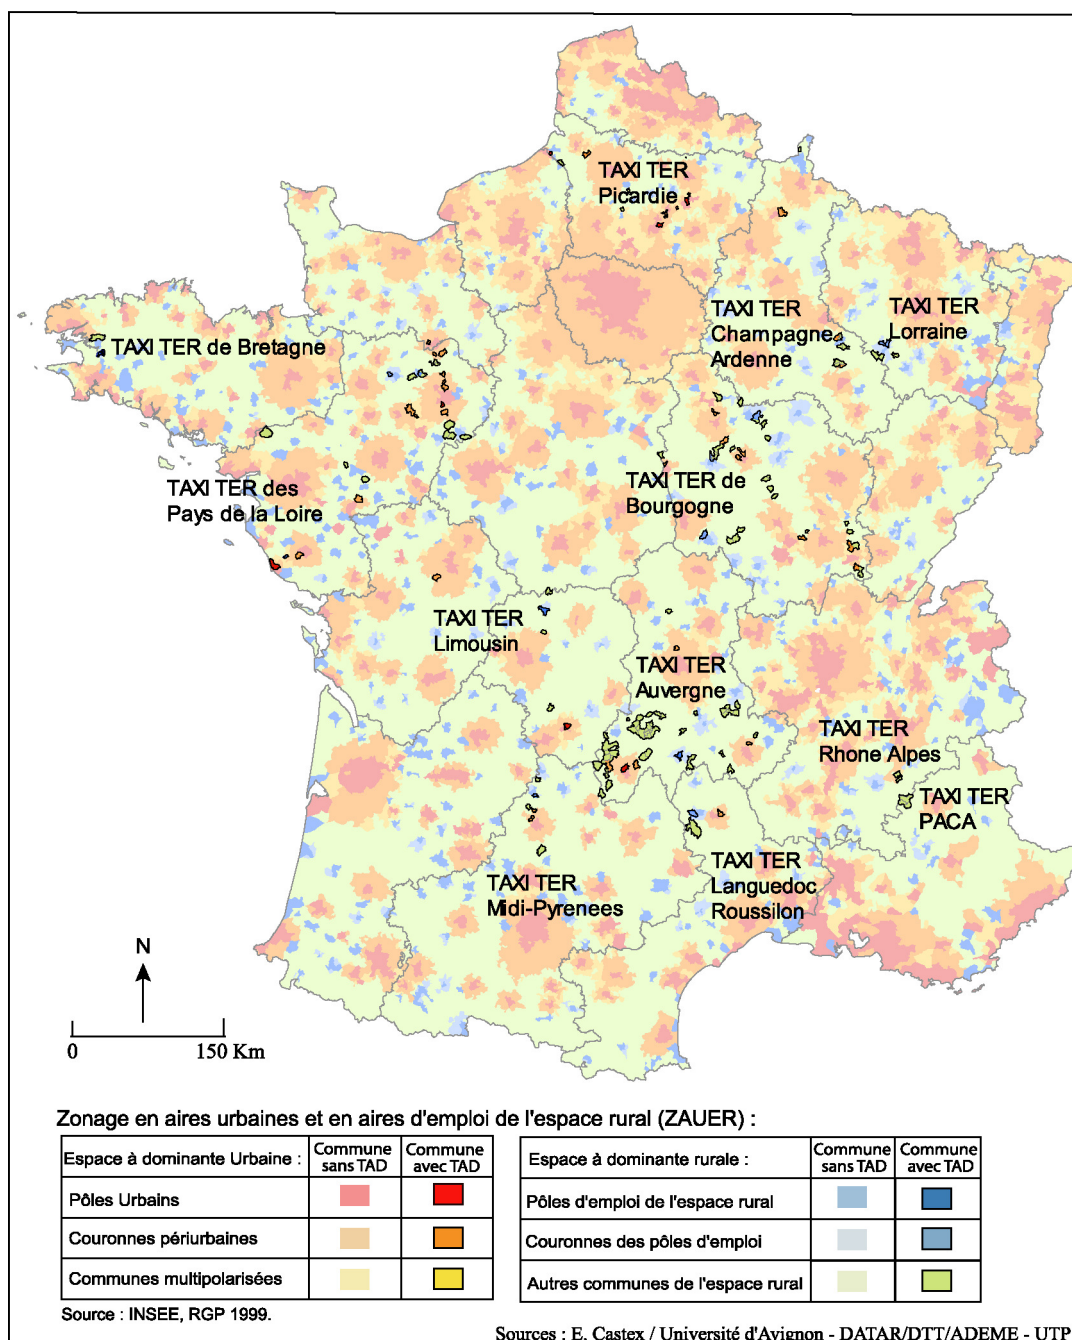 TAXI TER
Picardie
TAXI TER
Champagne
Ardenne
TAXI TER
Lorraine
TAXI TER de Bretagne
TAXI TER des
Pays de la Loire
TAXI TER de
Bourgogne
TAXI TER
Limousin
TAXI TER
Auvergne
TAXI TER
Rhone Alpes
TAXI TER
PACA
TAXI TER
Languedoc
Roussilon
TAXI TER
Midi-Pyrenees
N
0 150 Km
Zonage en aires urbaines et en aires d'emploi de l'espace rural (ZAUER) :
Espace à dominante Urbaine : Commune sans TAD Commune avec TAD
Pôles Urbains
Couronnes périurbaines
Communes multipolarisées
Espace à dominante rurale : Commune sans TAD Commune avec TAD
Pôles d'emploi de l'espace rural
Couronnes des pôles d'emploi
Autres communes de l'espace rural
Source : INSEE, RGP 1999.
Sources : E. Castex / Université d'Avignon - DATAR/DTT/ADEME - UTP